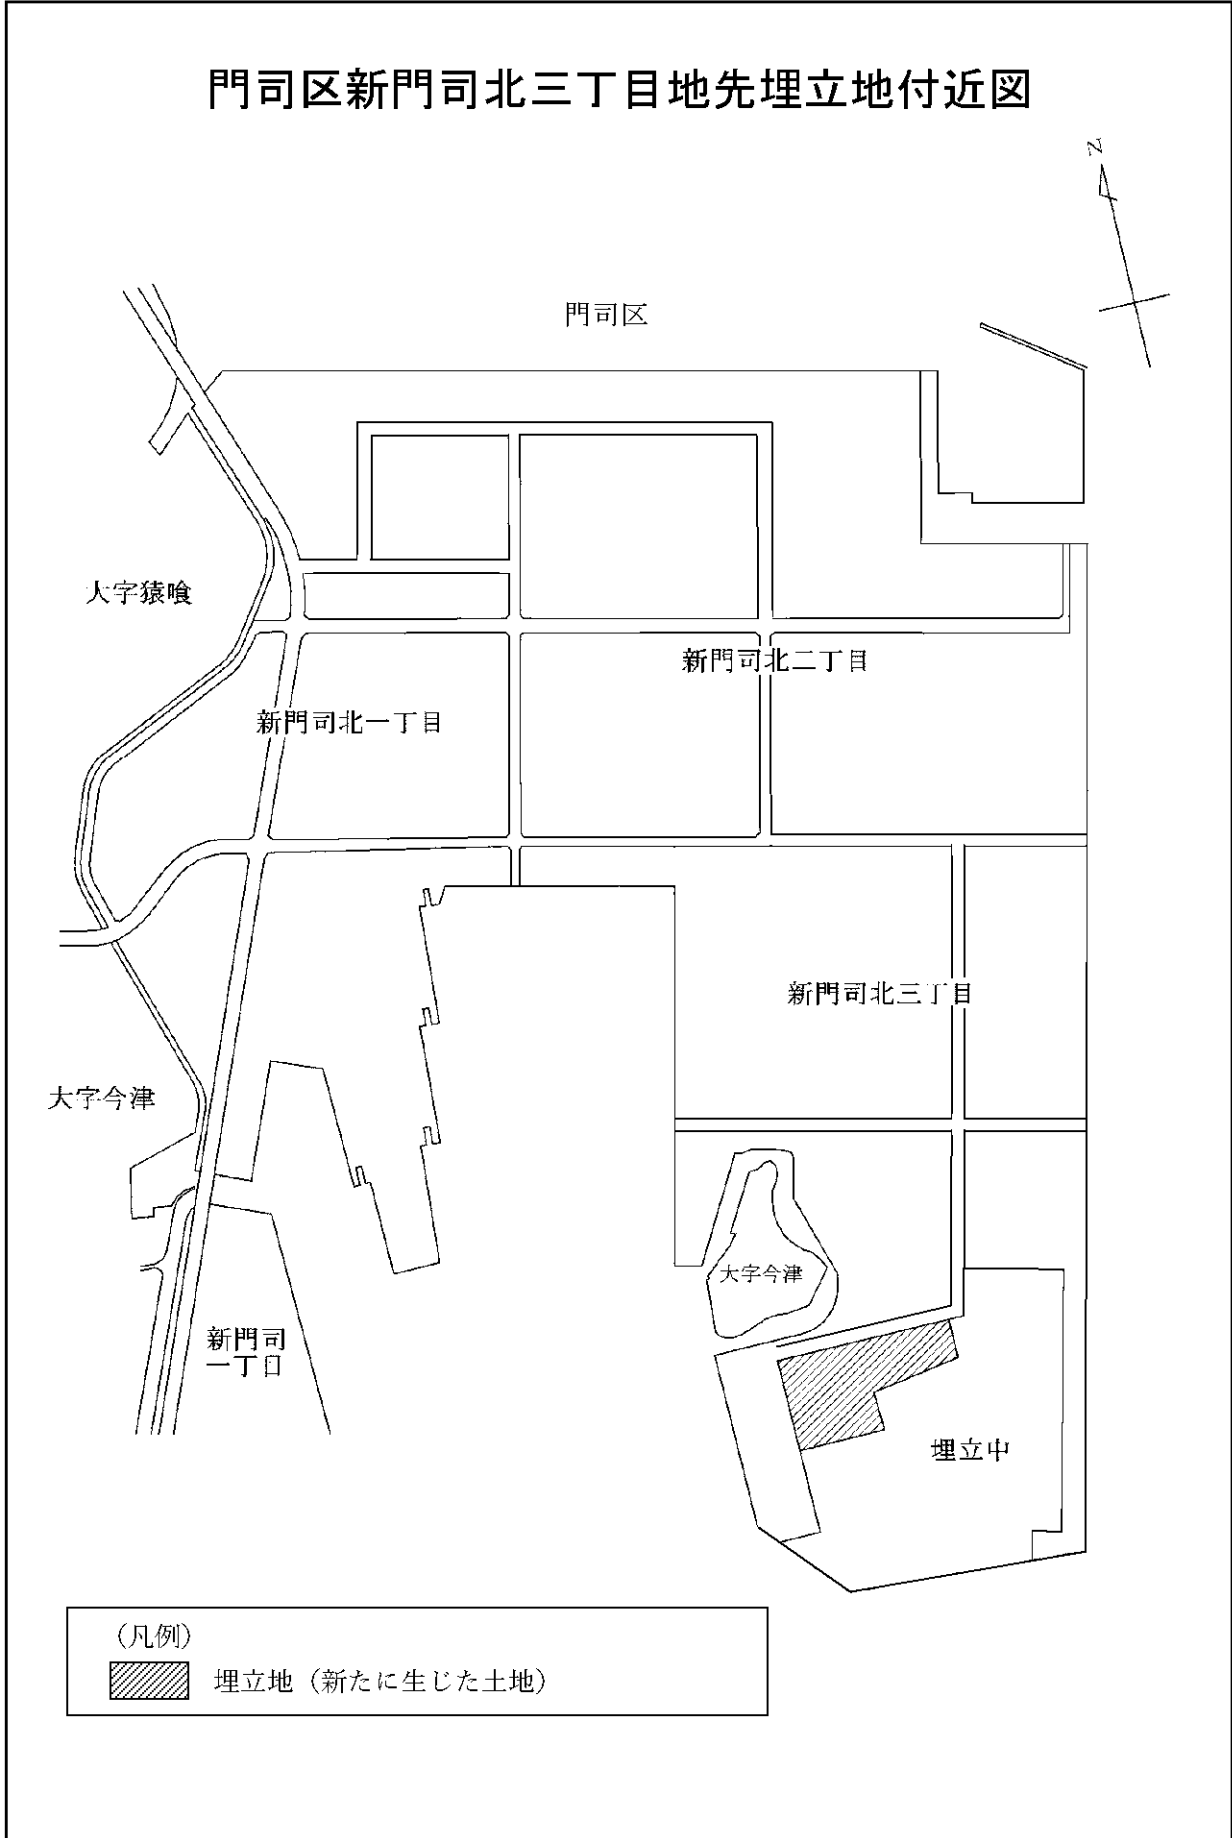 門司区新門司北三丁目地先埋立地付近図
N
門司区
大字猿喰
新門司北二丁目
新門司北一丁目
新門司北三丁目
大字今津
大字今津
新門司
一丁目
埋立中
（凡例）
埋立地（新たに生じた土地）